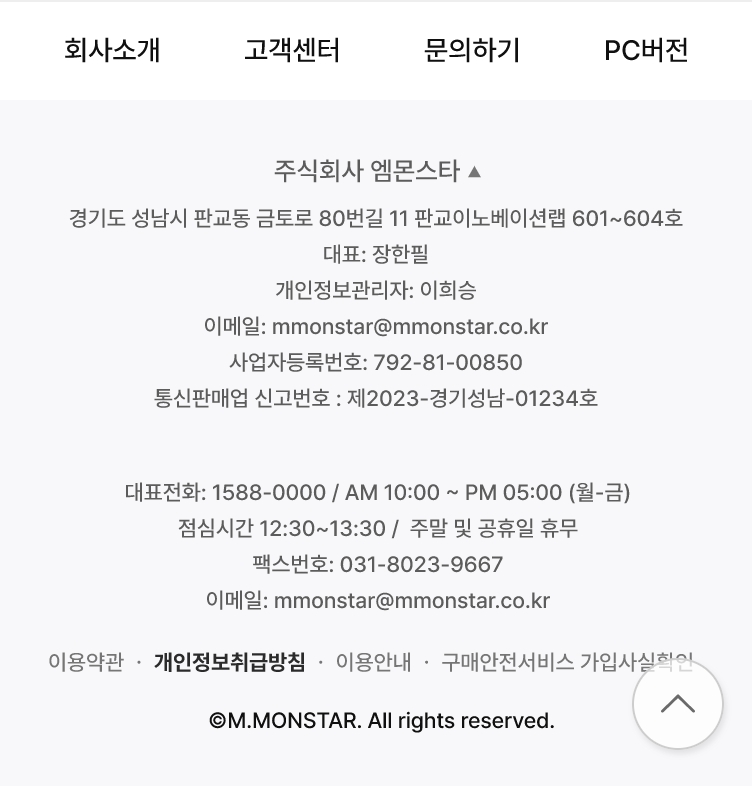 회사소개 고객센터 문의하기 PC버전
주식회사 엠몬스타 ▲
경기도 성남시 판교동 금토로 80번길 11 판교이노베이션랩 601~604호
대표: 장한필
개인정보관리자: 이희승
이메일: mmonstar@mmonstar.co.kr
사업자등록번호: 792-81-00850
통신판매업 신고번호 : 제2023-경기성남-01234호
대표전화: 1588-0000 / AM 10:00 ~ PM 05:00 (월-금)
점심시간 12:30~13:30 / 주말 및 공휴일 휴무
팩스번호: 031-8023-9667
이메일: mmonstar@mmonstar.co.kr
이용약관 · 개인정보취급방침 · 이용안내 · 구매안전서비스 가입사실확인
©M.MONSTAR. All rights reserved.